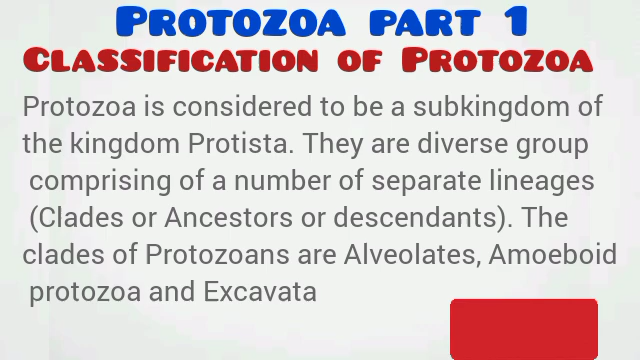 Protozoa part 1
Classification of Protozoa
Protozoa is considered to be a subkingdom of
the kingdom Protista. They are diverse group
comprising of a number of separate lineages
(Clades or Ancestors or descendants). The
clades of Protozoans are Alveolates, Amoeboid
protozoa and Excavata